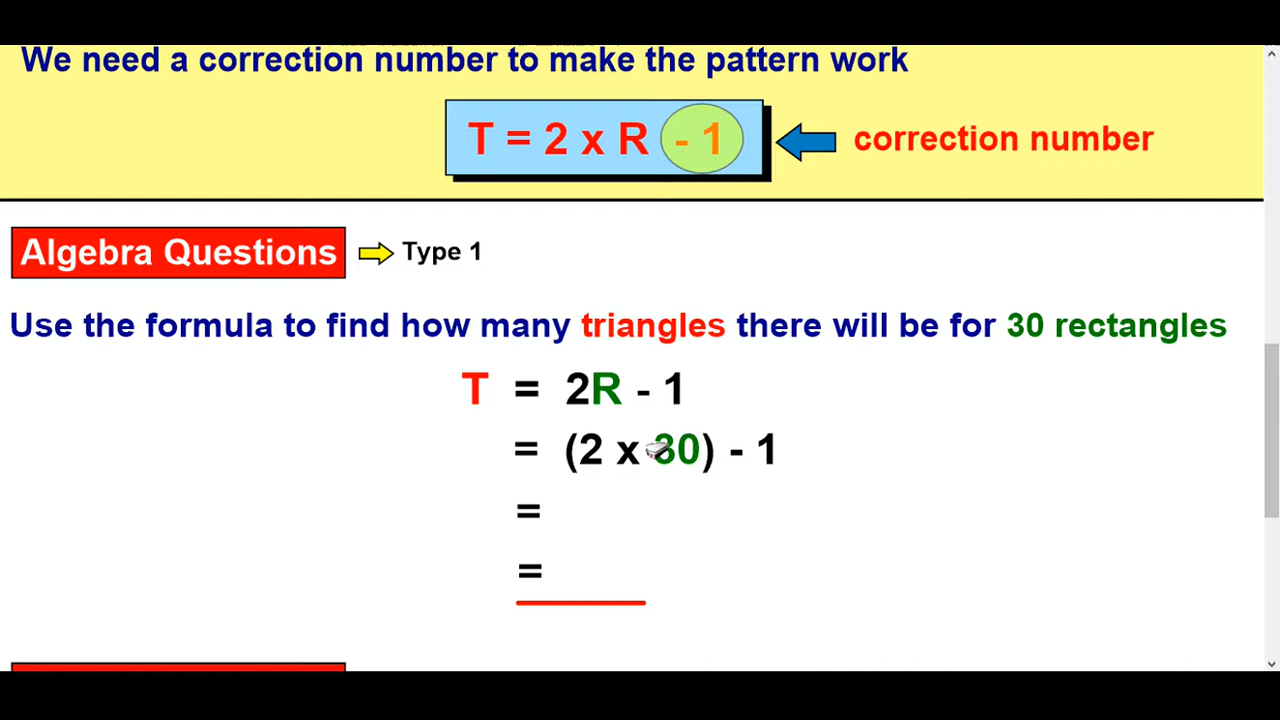 We need a correction number to make the pattern work
T = 2 x R - 1
correction number
Algebra Questions
Type 1
Use the formula to find how many triangles there will be for 30 rectangles
T = 2R - 1
= (2 x 30) - 1
=
=